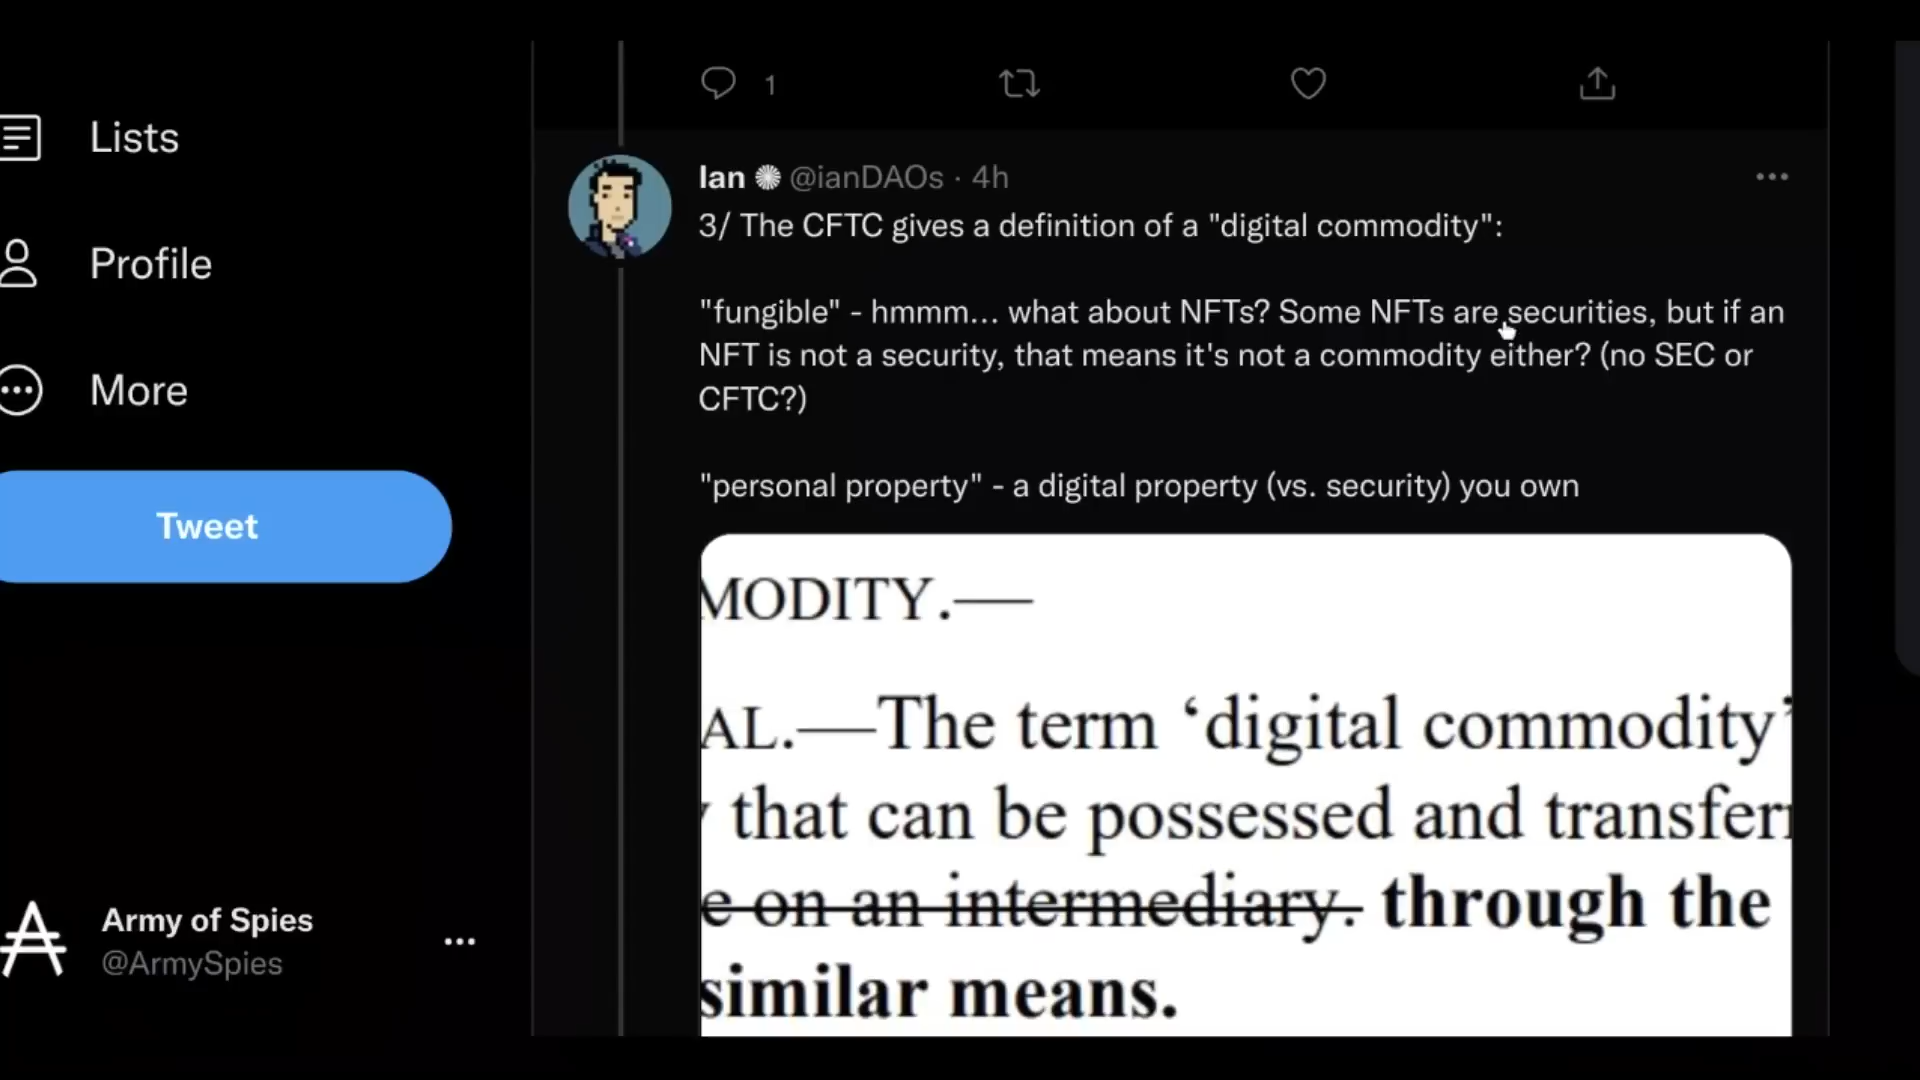 1
Lists
Profile
More
Tweet
Army of Spies
@ArmySpies
Ian @ianDAOs · 4h
3/ The CFTC gives a definition of a "digital commodity":
"fungible" - hmmm... what about NFTs? Some NFTs are securities, but if an
NFT is not a security, that means it's not a commodity either? (no SEC or
CFTC?)
"personal property" - a digital property (vs. security) you own
MODITY.—
AL.—The term ‘digital commodity’
that can be possessed and transferr
e on an intermediary. through the
similar means.